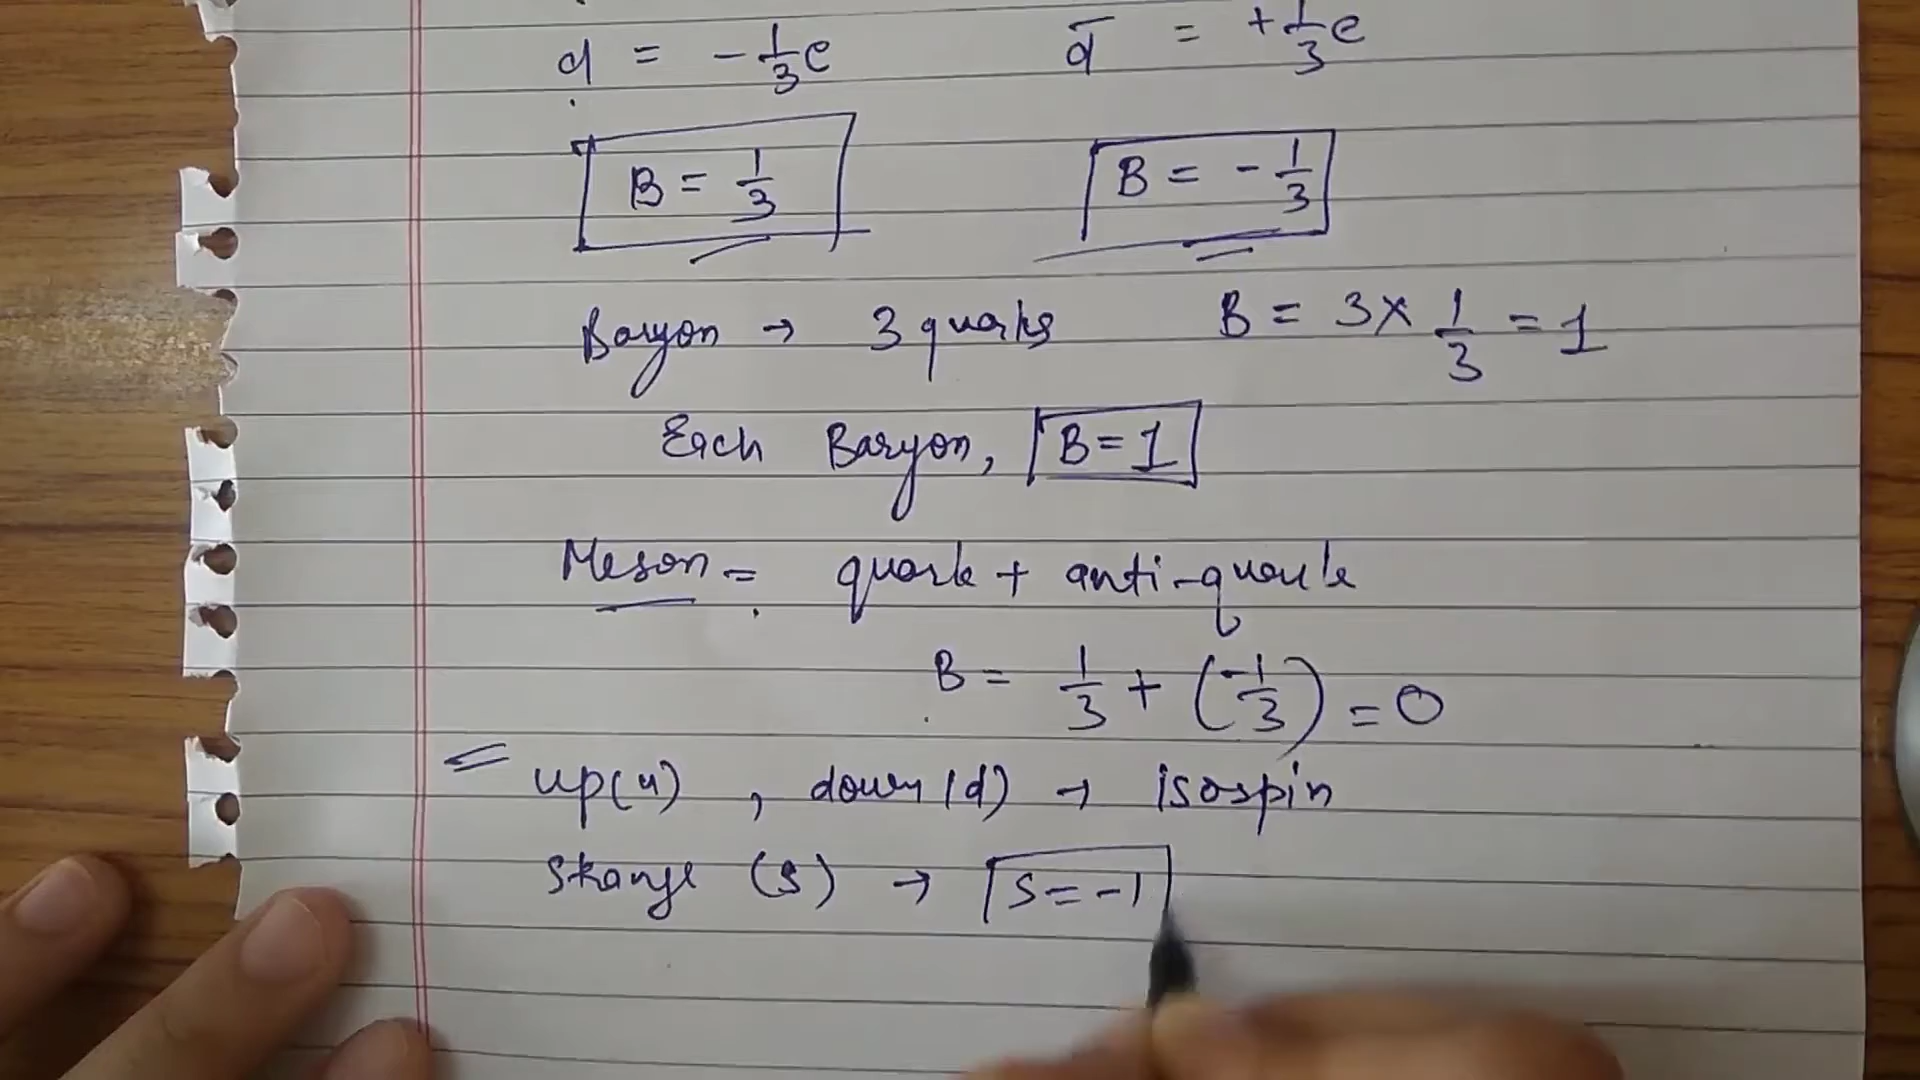 d = - 1/3 e    d̄ = + 1/3 e
B = 1/3    B = - 1/3
Baryon → 3 quarks    B = 3 × 1/3 = 1
Each Baryon, B = 1
Meson = quark + anti-quark
B = 1/3 + (-1/3) = 0
= up(u) , down(d) → isospin
Strange (s) → S = -1